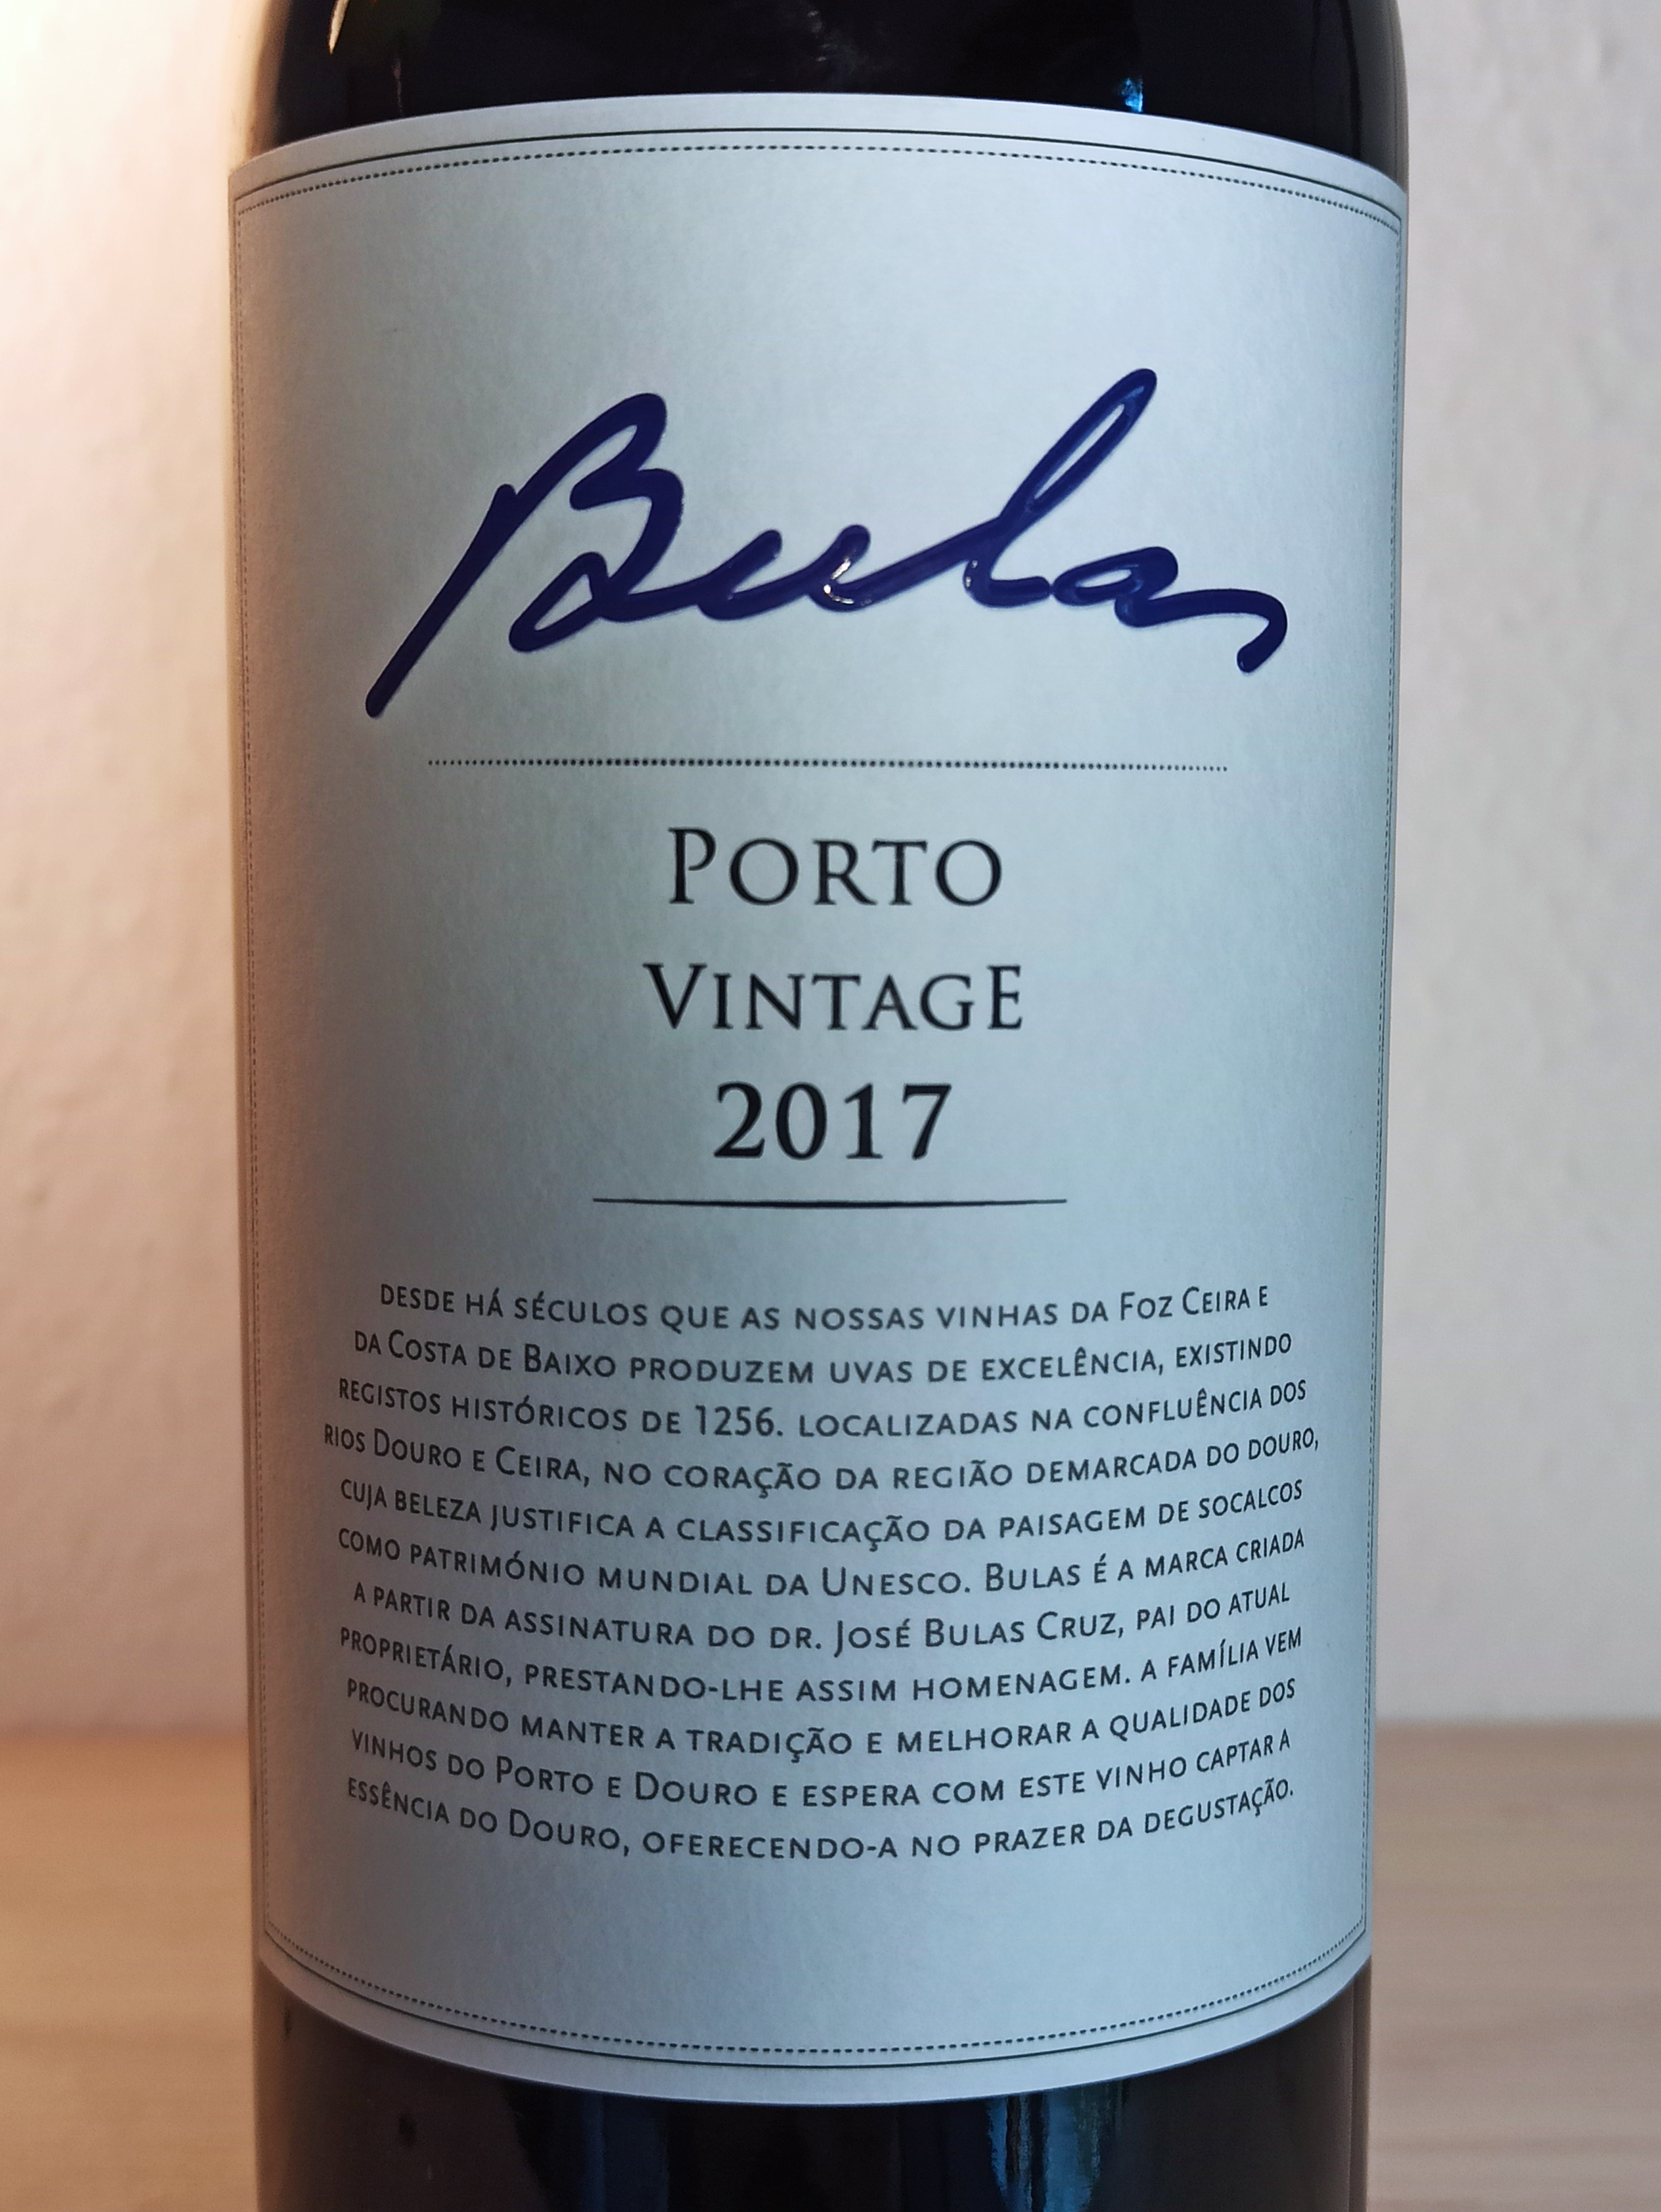 Bulas
PORTO
VINTAGE
2017
DESDE HÁ SÉCULOS QUE AS NOSSAS VINHAS DA FOZ CEIRA E
DA COSTA DE BAIXO PRODUZEM UVAS DE EXCELÊNCIA, EXISTINDO
REGISTOS HISTÓRICOS DE 1256. LOCALIZADAS NA CONFLUÊNCIA DOS
RIOS DOURO E CEIRA, NO CORAÇÃO DA REGIÃO DEMARCADA DO DOURO,
CUJA BELEZA JUSTIFICA A CLASSIFICAÇÃO DA PAISAGEM DE SOCALCOS
COMO PATRIMÓNIO MUNDIAL DA UNESCO. BULAS É A MARCA CRIADA
A PARTIR DA ASSINATURA DO DR. JOSÉ BULAS CRUZ, PAI DO ATUAL
PROPRIETÁRIO, PRESTANDO-LHE ASSIM HOMENAGEM. A FAMÍLIA VEM
PROCURANDO MANTER A TRADIÇÃO E MELHORAR A QUALIDADE DOS
VINHOS DO PORTO E DOURO E ESPERA COM ESTE VINHO CAPTAR A
ESSÊNCIA DO DOURO, OFERECENDO-A NO PRAZER DA DEGUSTAÇÃO.